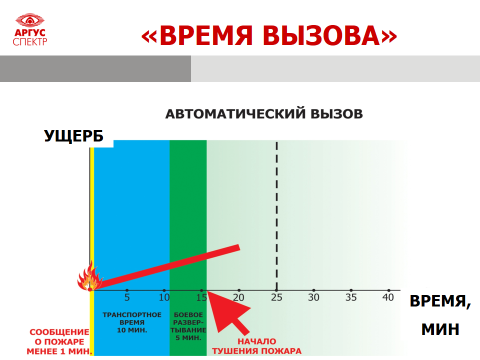 АРГУС
СПЕКТР
«ВРЕМЯ ВЫЗОВА»
АВТОМАТИЧЕСКИЙ ВЫЗОВ
УЩЕРБ
5 10 15 20 25 30 35 40
ВРЕМЯ,
МИН
ТРАНСПОРТНОЕ
ВРЕМЯ
10 МИН.
БОЕВОЕ
РАЗВЕР-
ТЫВАНИЕ
5 МИН.
СООБЩЕНИЕ
О ПОЖАРЕ
МЕНЕЕ 1 МИН.
НАЧАЛО
ТУШЕНИЯ ПОЖАРА